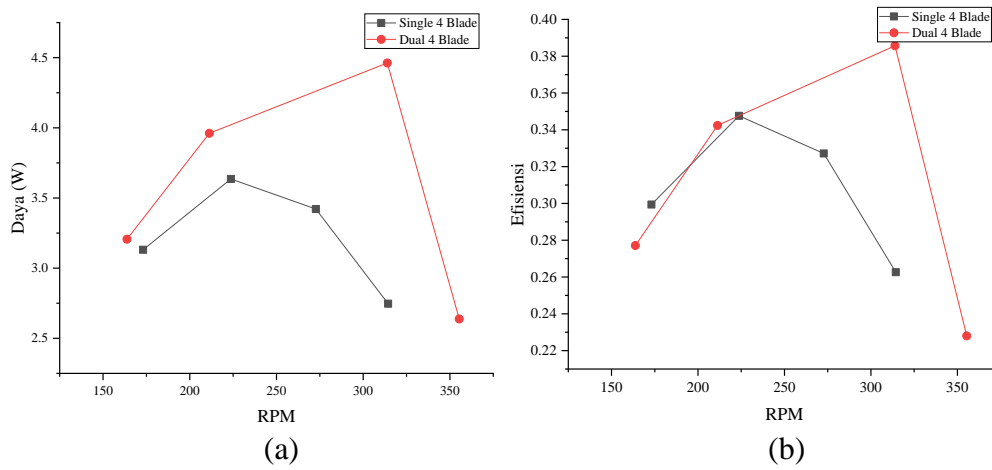 Single 4 Blade
Dual 4 Blade
4.5
4.0
3.5
3.0
2.5
Daya (W)
150 200 250 300 350
RPM
(a)
Single 4 Blade
Dual 4 Blade
0.40
0.38
0.36
0.34
0.32
0.30
0.28
0.26
0.24
0.22
Efisiensi
150 200 250 300 350
RPM
(b)